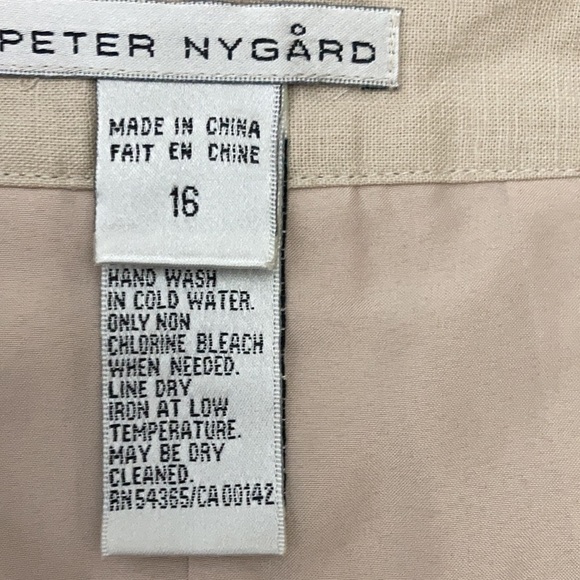 PETER NYGÅRD
MADE IN CHINA
FAIT EN CHINE
16
HAND WASH
IN COLD WATER.
ONLY NON
CHLORINE BLEACH
WHEN NEEDED.
LINE DRY
IRON AT LOW
TEMPERATURE.
MAY BE DRY
CLEANED.
RN54365/CA00142